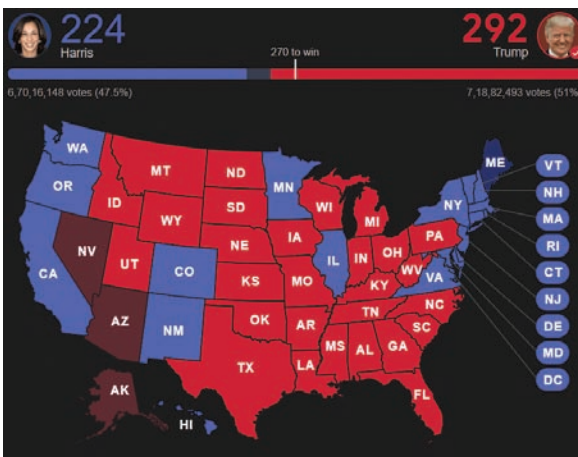 224
Harris
292
Trump
270 to win
6,70,16,148 votes (47.5%)
7,18,82,493 votes (51%
WA
MT
ND
MN
ME
VT
OR
ID
WY
SD
WI
MI
NY
NH
MA
NV
UT
CO
NE
IA
IL
IN
OH
PA
RI
CA
KS
MO
KY
WV
VA
CT
NJ
AZ
NM
OK
AR
TN
NC
SC
DE
MD
TX
LA
MS
AL
GA
DC
AK
HI
FL